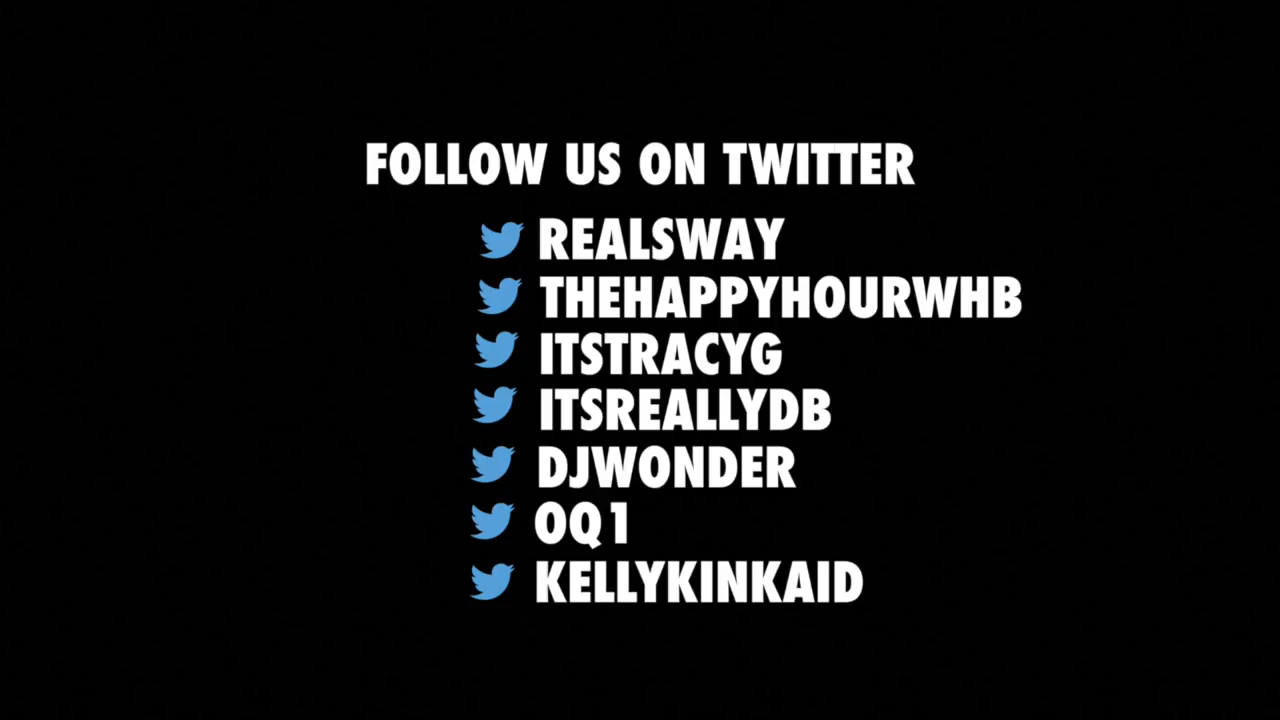 FOLLOW US ON TWITTER
REALSWAY
THEHAPPYHOURWHB
ITSTRACYG
ITSREALLYDB
DJWONDER
OQ1
KELLYKINKAID